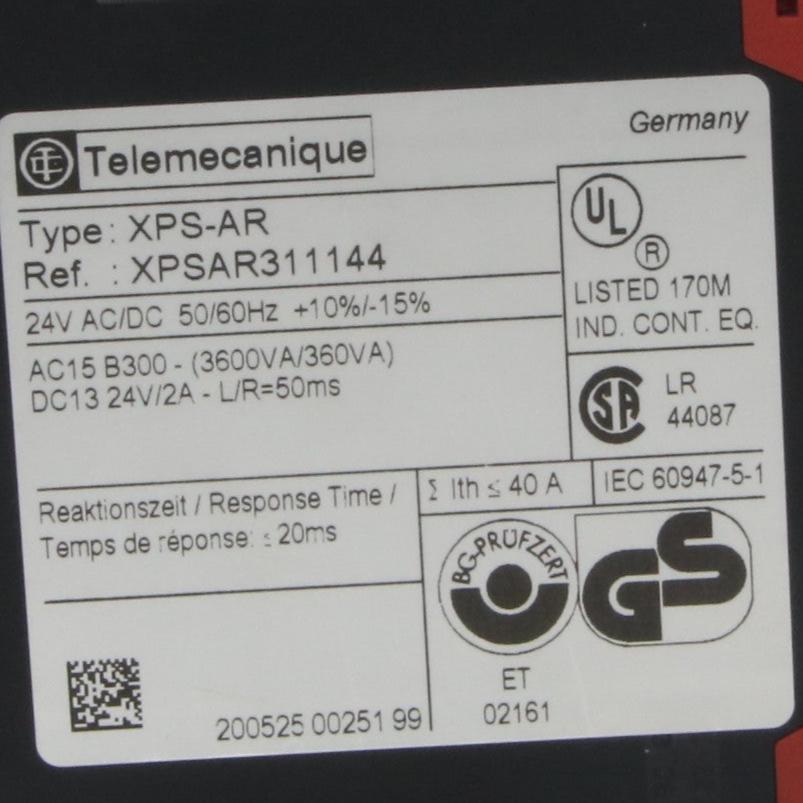 Telemecanique
Germany
Type : XPS-AR
Ref. : XPSAR311144
24V AC/DC 50/60Hz +10%/-15%
AC15 B300 - (3600VA/360VA)
DC13 24V/2A - L/R=50ms
UL
®
LISTED 170M
IND. CONT. EQ.
SA
LR
44087
Reaktionszeit / Response Time /
Temps de réponse: ≤ 20ms
Σ Ith ≤ 40 A
IEC 60947-5-1
BG-PRÜFZERT
GS
ET
02161
200525 00251 99